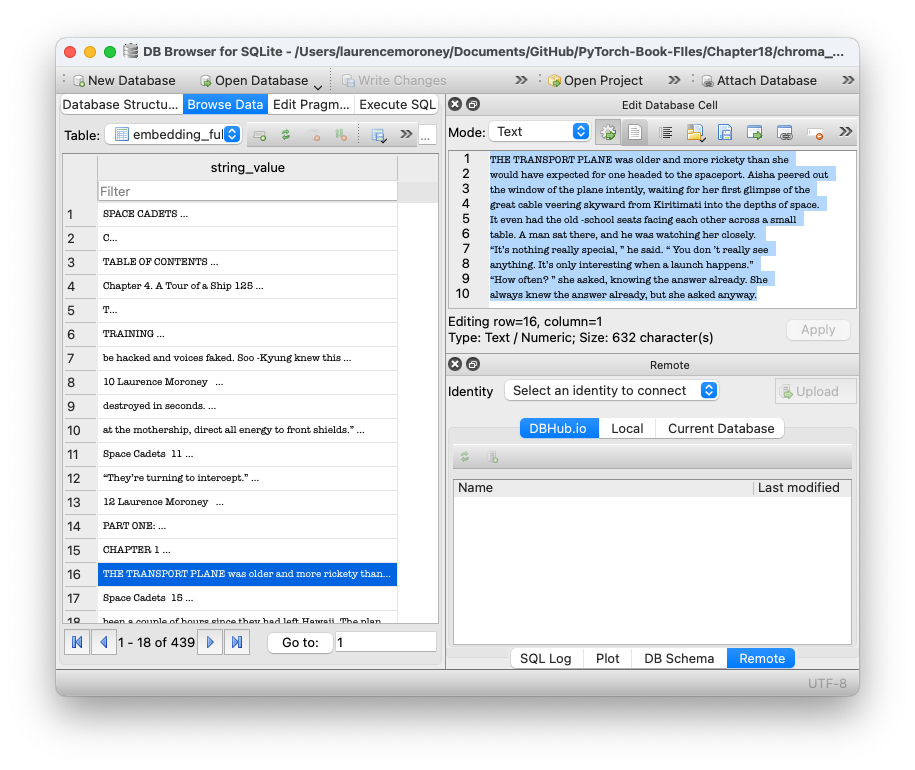 DB Browser for SQLite - /Users/laurencemoroney/Documents/GitHub/PyTorch-Book-FIles/Chapter18/chroma_...
New Database Open Database Write Changes » Open Project » Attach Database »
Database Structu... Browse Data Edit Pragm... Execute SQL
Table: embedding_ful » ...
string_value
Filter
1 SPACE CADETS ...
2 C...
3 TABLE OF CONTENTS ...
4 Chapter 4. A Tour of a Ship 125 ...
5 T...
6 TRAINING ...
7 be hacked and voices faked. Soo -Kyung knew this ...
8 10 Laurence Moroney ...
9 destroyed in seconds. ...
10 at the mothership, direct all energy to front shields.” ...
11 Space Cadets 11 ...
12 “They’re turning to intercept.” ...
13 12 Laurence Moroney ...
14 PART ONE: ...
15 CHAPTER 1 ...
16 THE TRANSPORT PLANE was older and more rickety than...
17 Space Cadets 15 ...
18 been a couple of hours since they had left Hawaii. The plan
1 - 18 of 439 Go to: 1
Edit Database Cell
Mode: Text »
1 THE TRANSPORT PLANE was older and more rickety than she
2 would have expected for one headed to the spaceport. Aisha peered out
3 the window of the plane intently, waiting for her first glimpse of the
4 great cable veering skyward from Kiritimati into the depths of space.
5 It even had the old -school seats facing each other across a small
6 table. A man sat there, and he was watching her closely.
7 “It’s nothing really special, ” he said. “ You don ’t really see
8 anything. It’s only interesting when a launch happens.”
9 “How often? ” she asked, knowing the answer already. She
10 always knew the answer already, but she asked anyway.
Editing row=16, column=1
Type: Text / Numeric; Size: 632 character(s)
Apply
Remote
Identity Select an identity to connect Upload
DBHub.io Local Current Database
Name Last modified
SQL Log Plot DB Schema Remote
UTF-8